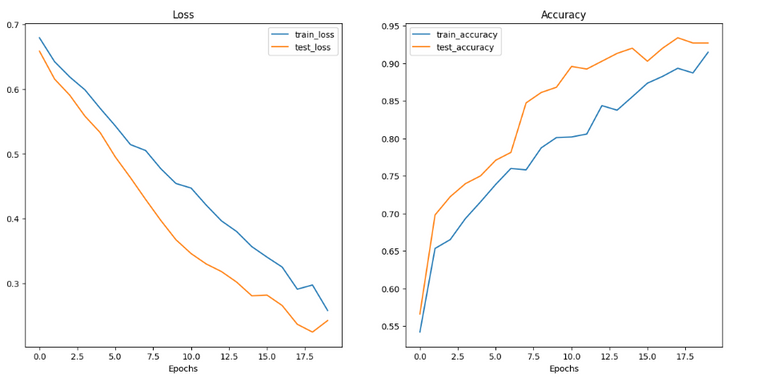 Loss
0.7
0.6
0.5
0.4
0.3
train_loss
test_loss
0.0 2.5 5.0 7.5 10.0 12.5 15.0 17.5
Epochs
Accuracy
0.95
0.90
0.85
0.80
0.75
0.70
0.65
0.60
0.55
train_accuracy
test_accuracy
0.0 2.5 5.0 7.5 10.0 12.5 15.0 17.5
Epochs